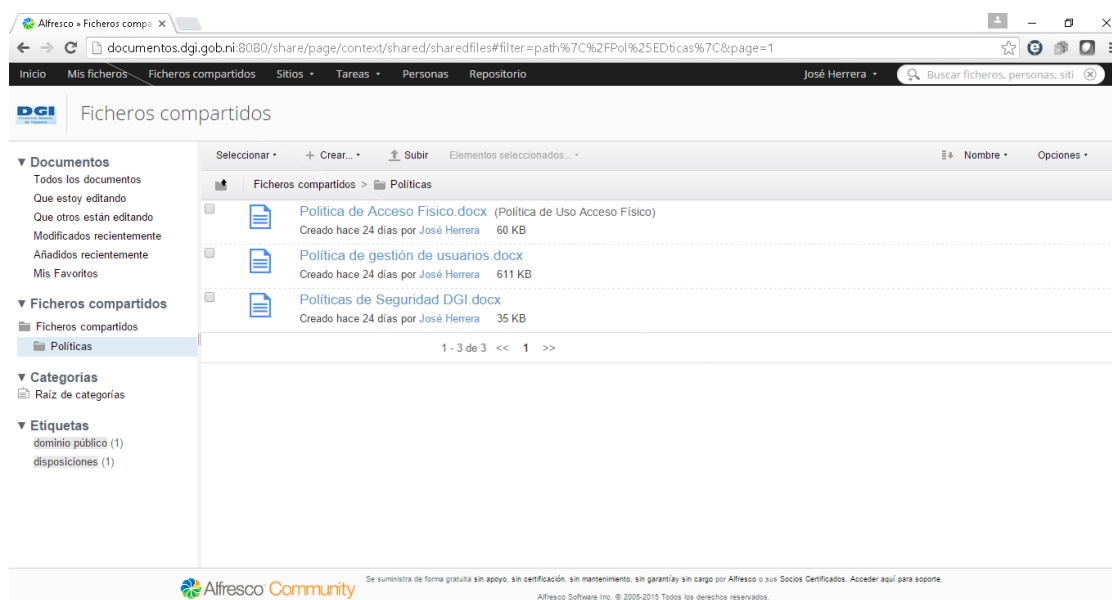 Alfresco » Ficheros compa
documentos.dgi.gob.ni:8080/share/page/context/shared/sharedfiles#filter=path%7C%2FPol%25EDticas%7C&page=1
Inicio Mis ficheros Ficheros compartidos Sitios Tareas Personas Repositorio José Herrera Buscar ficheros, personas, siti
DGI Ficheros compartidos
Documentos
Todos los documentos
Que estoy editando
Que otros están editando
Modificados recientemente
Añadidos recientemente
Mis Favoritos
Ficheros compartidos
Ficheros compartidos
Políticas
Categorías
Raíz de categorías
Etiquetas
dominio público (1)
disposiciones (1)
Seleccionar + Crear... Subir Elementos seleccionados... Nombre Opciones
Ficheros compartidos > Políticas
Politica de Acceso Fisico.docx (Política de Uso Acceso Físico)
Creado hace 24 días por José Herrera 60 KB
Política de gestión de usuarios.docx
Creado hace 24 días por José Herrera 611 KB
Políticas de Seguridad DGI.docx
Creado hace 24 días por José Herrera 35 KB
1 - 3 de 3 << 1 >>
Alfresco Community
Se suministra de forma gratuita sin apoyo, sin certificación, sin mantenimiento, sin garantíay sin cargo por Alfresco o sus Socios Certificados. Acceder aquí para soporte.
Alfresco Software Inc. © 2005-2015 Todos los derechos reservados.